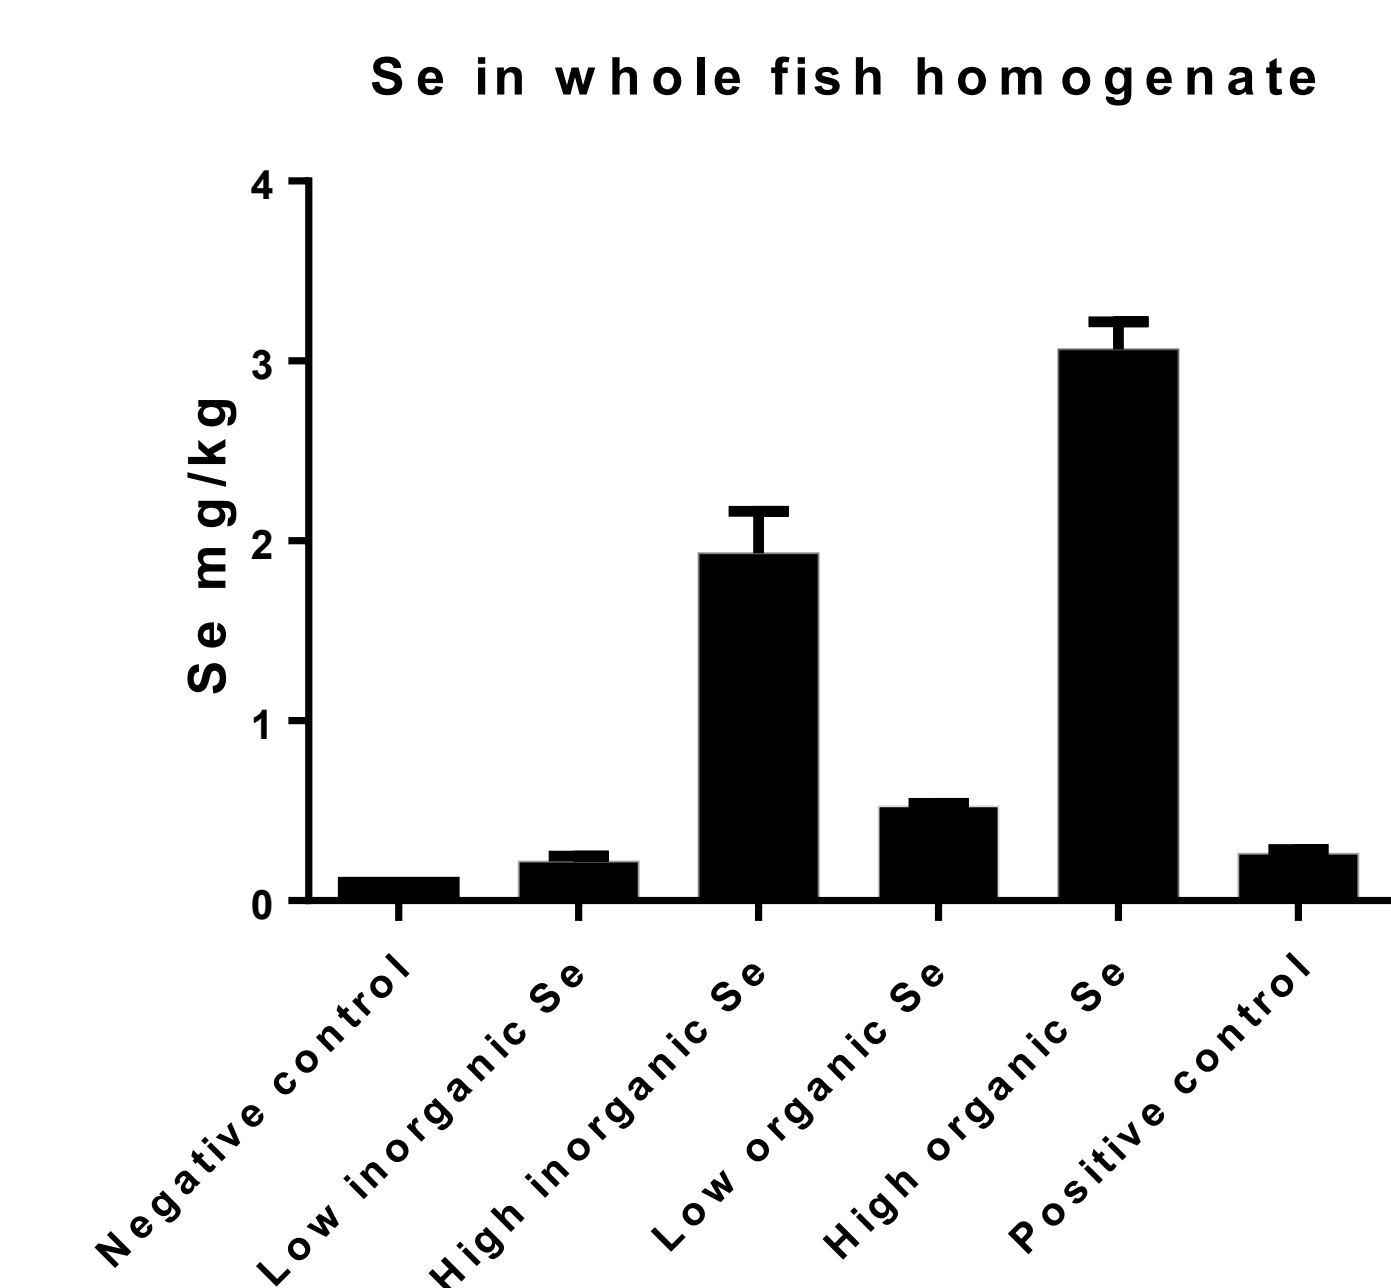 Se in whole fish homogenate
4
3
2
1
0
Se mg/kg
Negative control
Low inorganic Se
High inorganic Se
Low organic Se
High organic Se
Positive control